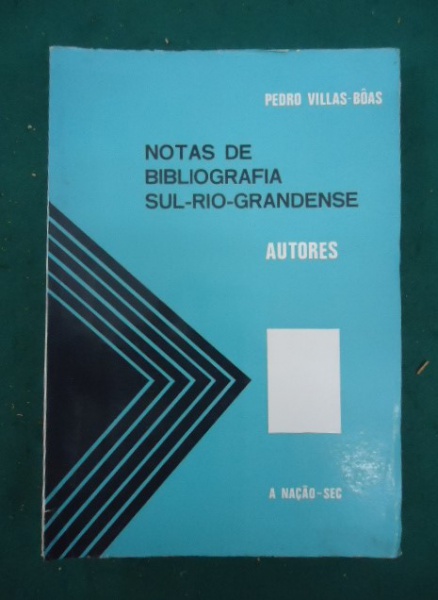 PEDRO VILLAS-BÔAS
NOTAS DE
BIBLIOGRAFIA
SUL-RIO-GRANDENSE
AUTORES
A NAÇÃO-SEC